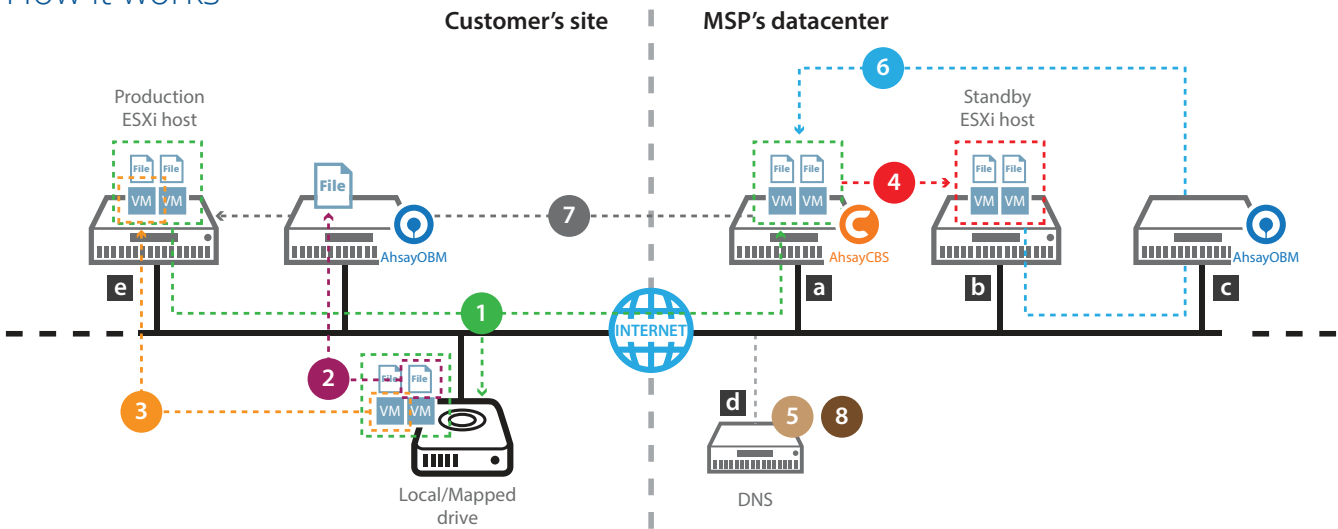 How it works
Customer's site
MSP's datacenter
6
Production
ESXi host
Standby
ESXi host
File
File
VM
VM
File
File
File
VM
VM
4
File
File
VM
VM
7
AhsayOBM
AhsayCBS
AhsayOBM
e
a
b
c
1
INTERNET
2
File
File
3
VM
VM
d
5
8
Local/Mapped
drive
DNS